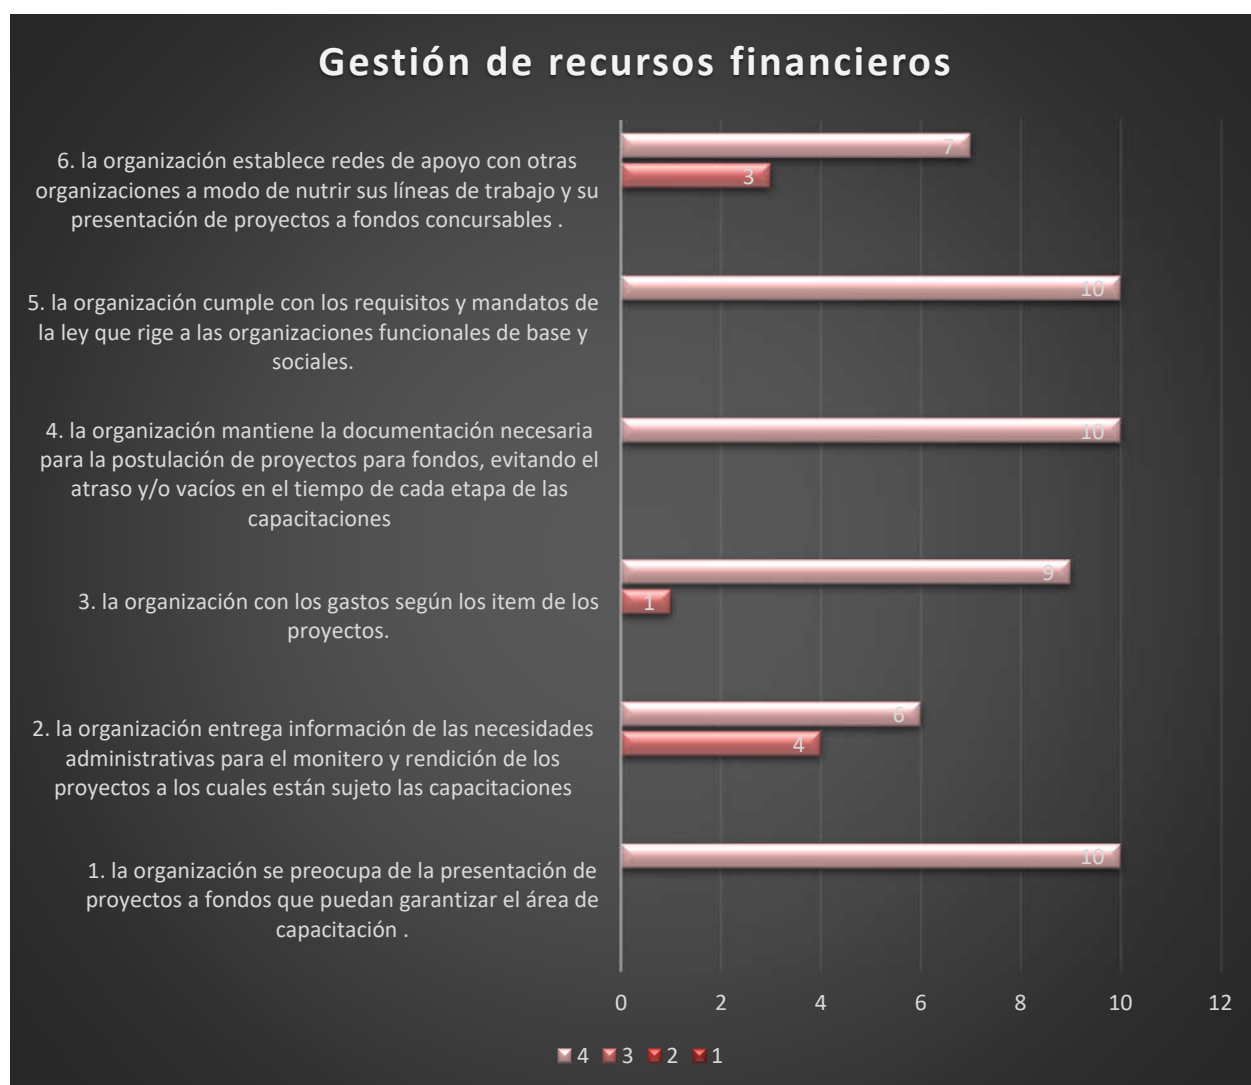 Gestión de recursos financieros
6. la organización establece redes de apoyo con otras
organizaciones a modo de nutrir sus líneas de trabajo y su
presentación de proyectos a fondos concursables .
7
3
5. la organización cumple con los requisitos y mandatos de
la ley que rige a las organizaciones funcionales de base y
sociales.
10
4. la organización mantiene la documentación necesaria
para la postulación de proyectos para fondos, evitando el
atraso y/o vacíos en el tiempo de cada etapa de las
capacitaciones
10
3. la organización con los gastos según los item de los
proyectos.
9
1
2. la organización entrega información de las necesidades
administrativas para el monitero y rendición de los
proyectos a los cuales están sujeto las capacitaciones
6
4
1. la organización se preocupa de la presentación de
proyectos a fondos que puedan garantizar el área de
capacitación .
10
0 2 4 6 8 10 12
4 3 2 1